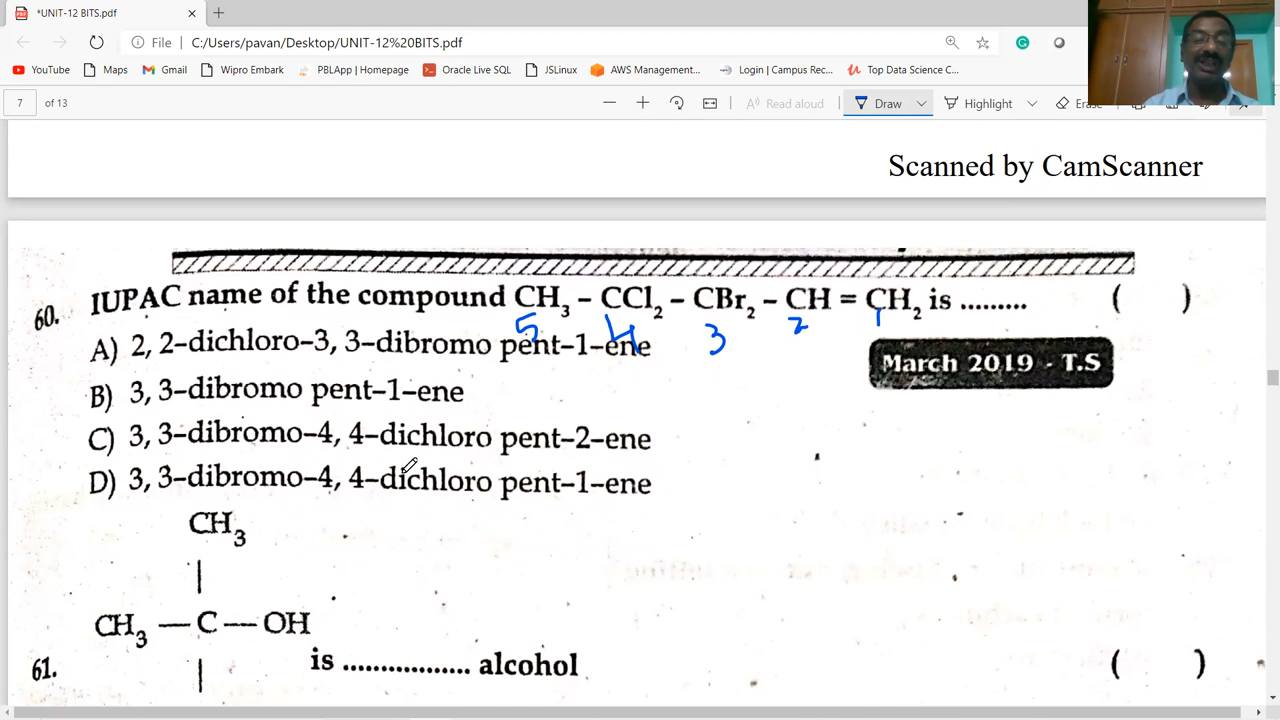 *UNIT-12 BITS.pdf
File C:/Users/pavan/Desktop/UNIT-12%20BITS.pdf
YouTube Maps Gmail Wipro Embark PBLApp | Homepage Oracle Live SQL JSLinux AWS Management... Login | Campus Rec... Top Data Science C...
7 of 13 Read aloud Draw Highlight Erase
Scanned by CamScanner
60. IUPAC name of the compound CH₃ – CCl₂ – CBr₂ – CH = CH₂ is ......... ( )
5 4 3 2 1
A) 2, 2-dichloro-3, 3-dibromo pent-1-ene
March 2019 - T.S
B) 3, 3-dibromo pent-1-ene
C) 3, 3-dibromo-4, 4-dichloro pent-2-ene
D) 3, 3-dibromo-4, 4-dichloro pent-1-ene
CH₃
|
CH₃ — C — OH
61. | is ................. alcohol ( )